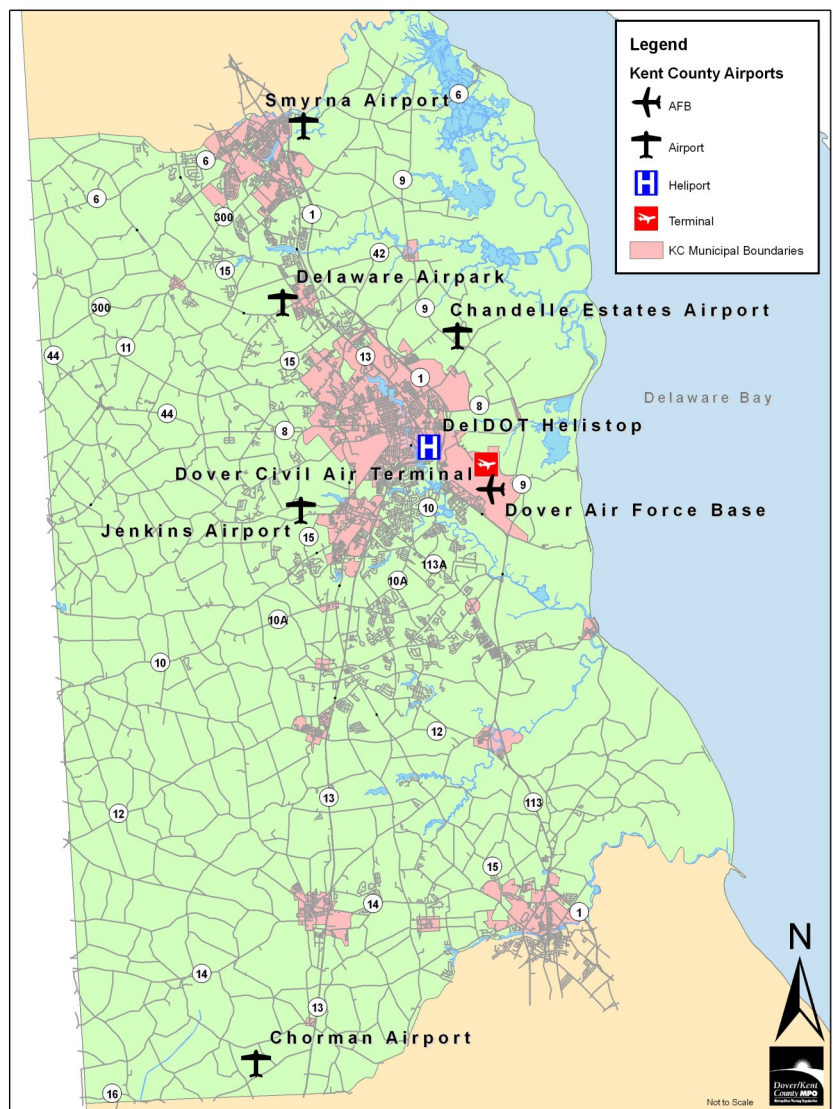 Legend
Kent County Airports
AFB
Airport
H
Heliport
Terminal
KC Municipal Boundaries
6
Smyrna Airport
6
9
6
300
1
42
15
Delaware Airpark
300
9
Chandelle Estates Airport
11
44
15
13
1
Delaware Bay
44
8
8
DelDOT Helistop
H
Dover Civil Air Terminal
9
10
Dover Air Force Base
Jenkins Airport
15
113A
10A
10A
10
12
13
113
12
15
14
1
N
14
13
Chorman Airport
16
Not to Scale
Dover/Kent
County MPO